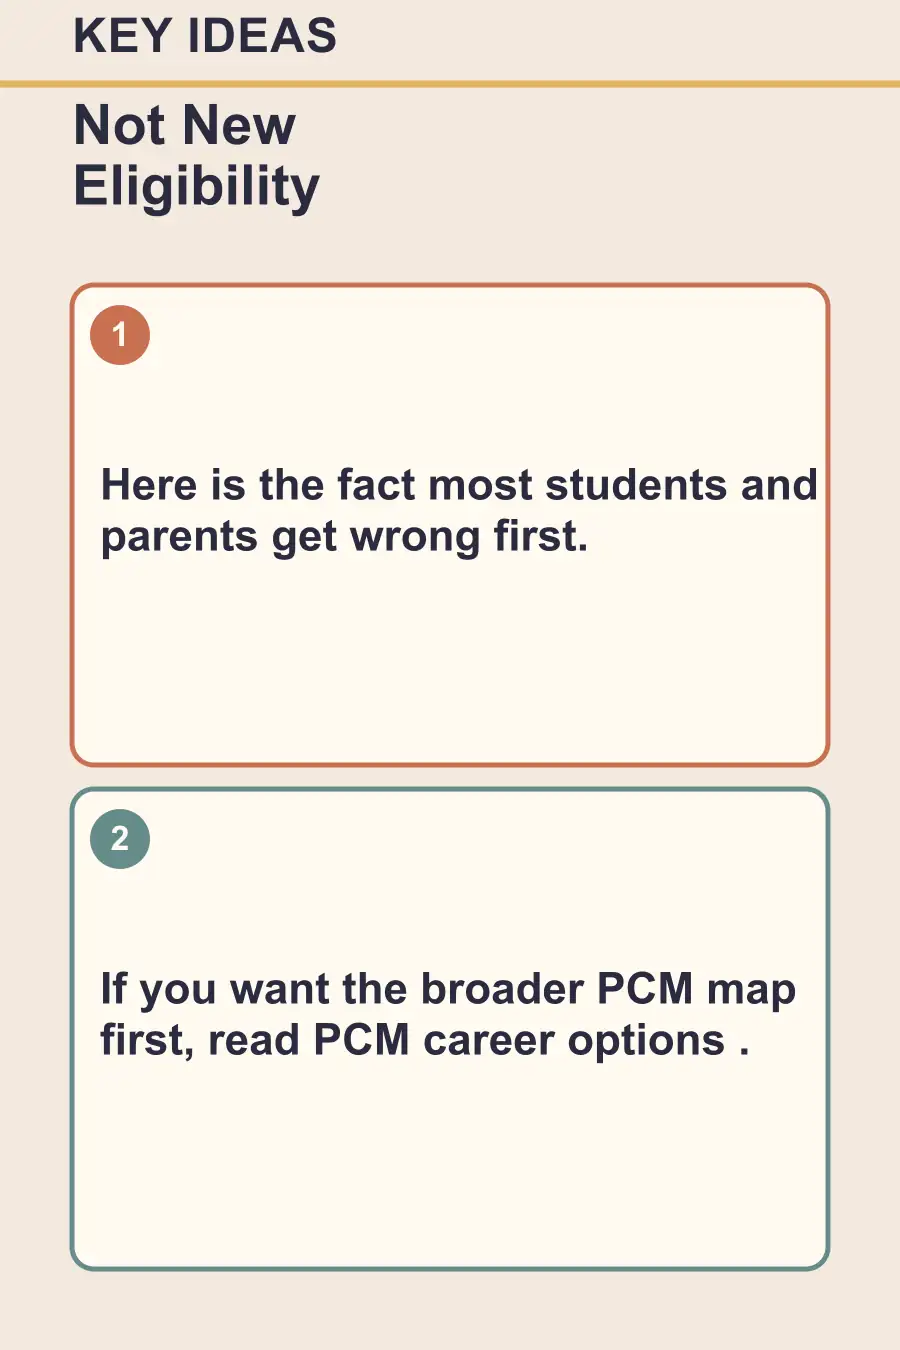 KEY IDEAS
Not New
Eligibility
1
Here is the fact most students and
parents get wrong first.
2
If you want the broader PCM map
first, read PCM career options .